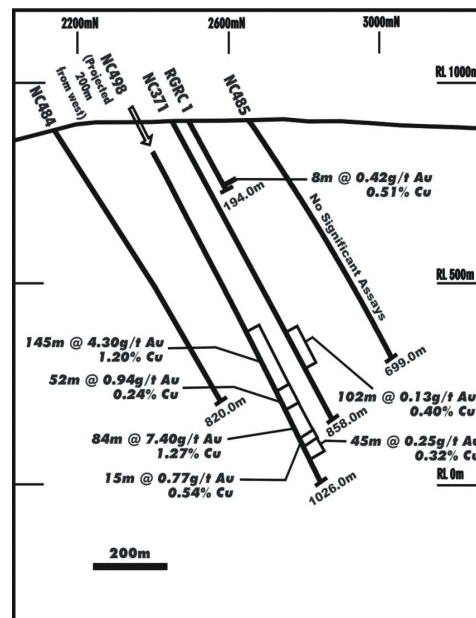 2200mN
2600mN
3000mN
RL 1000m
NC484
NC498
(Projected
200m
from west)
NC371
RGRC 1
NC485
8m @ 0.42g/t Au
0.51% Cu
194.0m
No Significant Assays
RL 500m
145m @ 4.30g/t Au
1.20% Cu
699.0m
52m @ 0.94g/t Au
0.24% Cu
820.0m
102m @ 0.13g/t Au
0.40% Cu
858.0m
84m @ 7.40g/t Au
1.27% Cu
45m @ 0.25g/t Au
0.32% Cu
15m @ 0.77g/t Au
0.54% Cu
1026.0m
RL 0m
200m